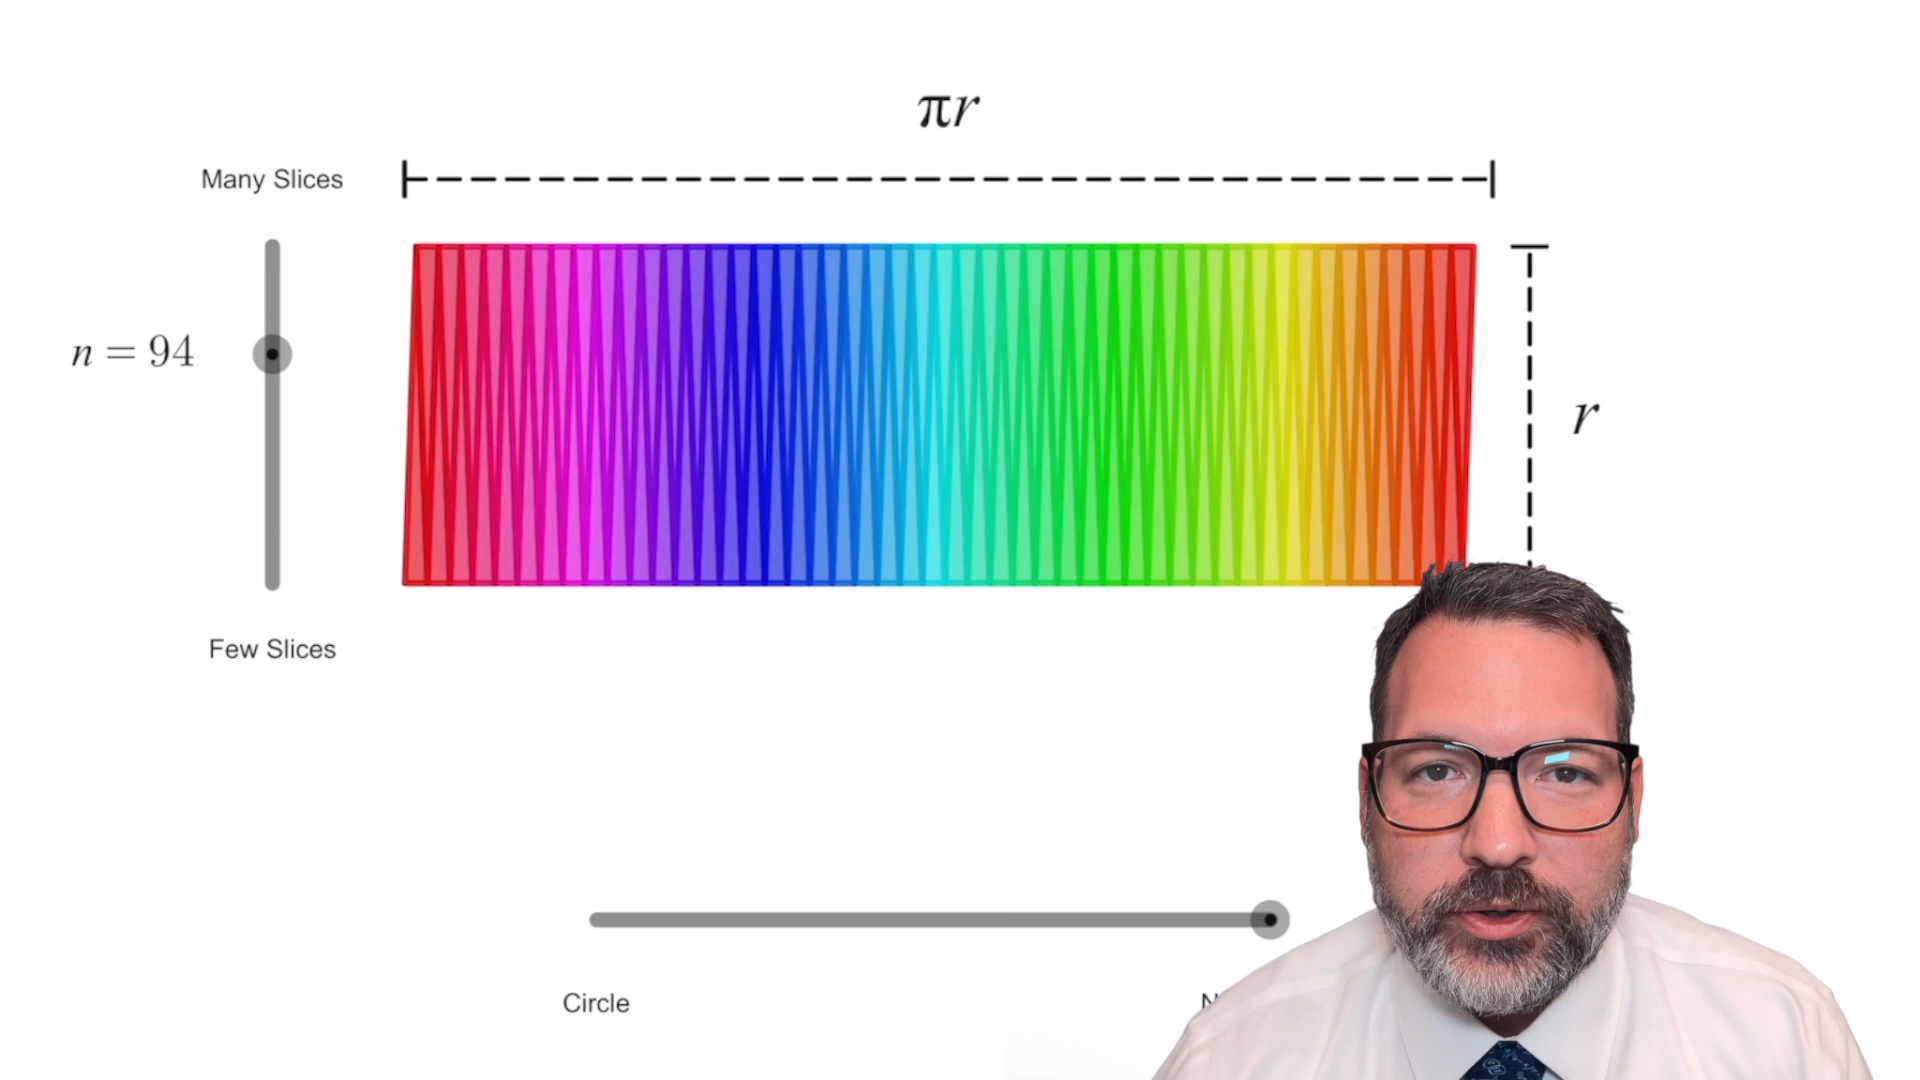 πr
Many Slices
n = 94
r
Few Slices
Circle